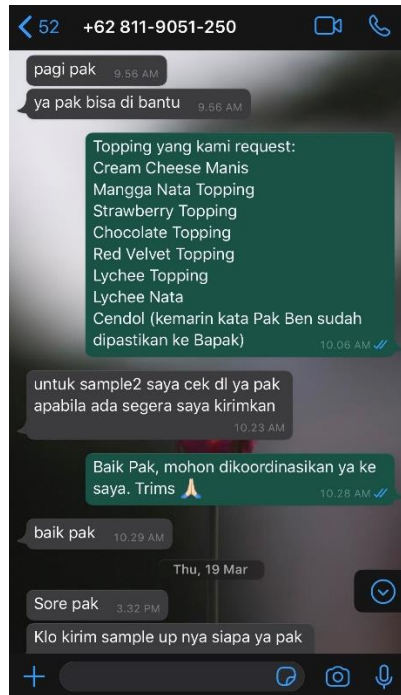 52 +62 811-9051-250
pagi pak 9.56 AM
ya pak bisa di bantu 9.56 AM
Topping yang kami request:
Cream Cheese Manis
Mangga Nata Topping
Strawberry Topping
Chocolate Topping
Red Velvet Topping
Lychee Topping
Lychee Nata
Cendol (kemarin kata Pak Ben sudah
dipastikan ke Bapak) 10.06 AM
untuk sample2 saya cek dl ya pak
apabila ada segera saya kirimkan
10.23 AM
Baik Pak, mohon dikoordinasikan ya ke
saya. Trims 🙏🏻 10.28 AM
baik pak 10.29 AM
Thu, 19 Mar
Sore pak 3.32 PM
Klo kirim sample up nya siapa ya pak